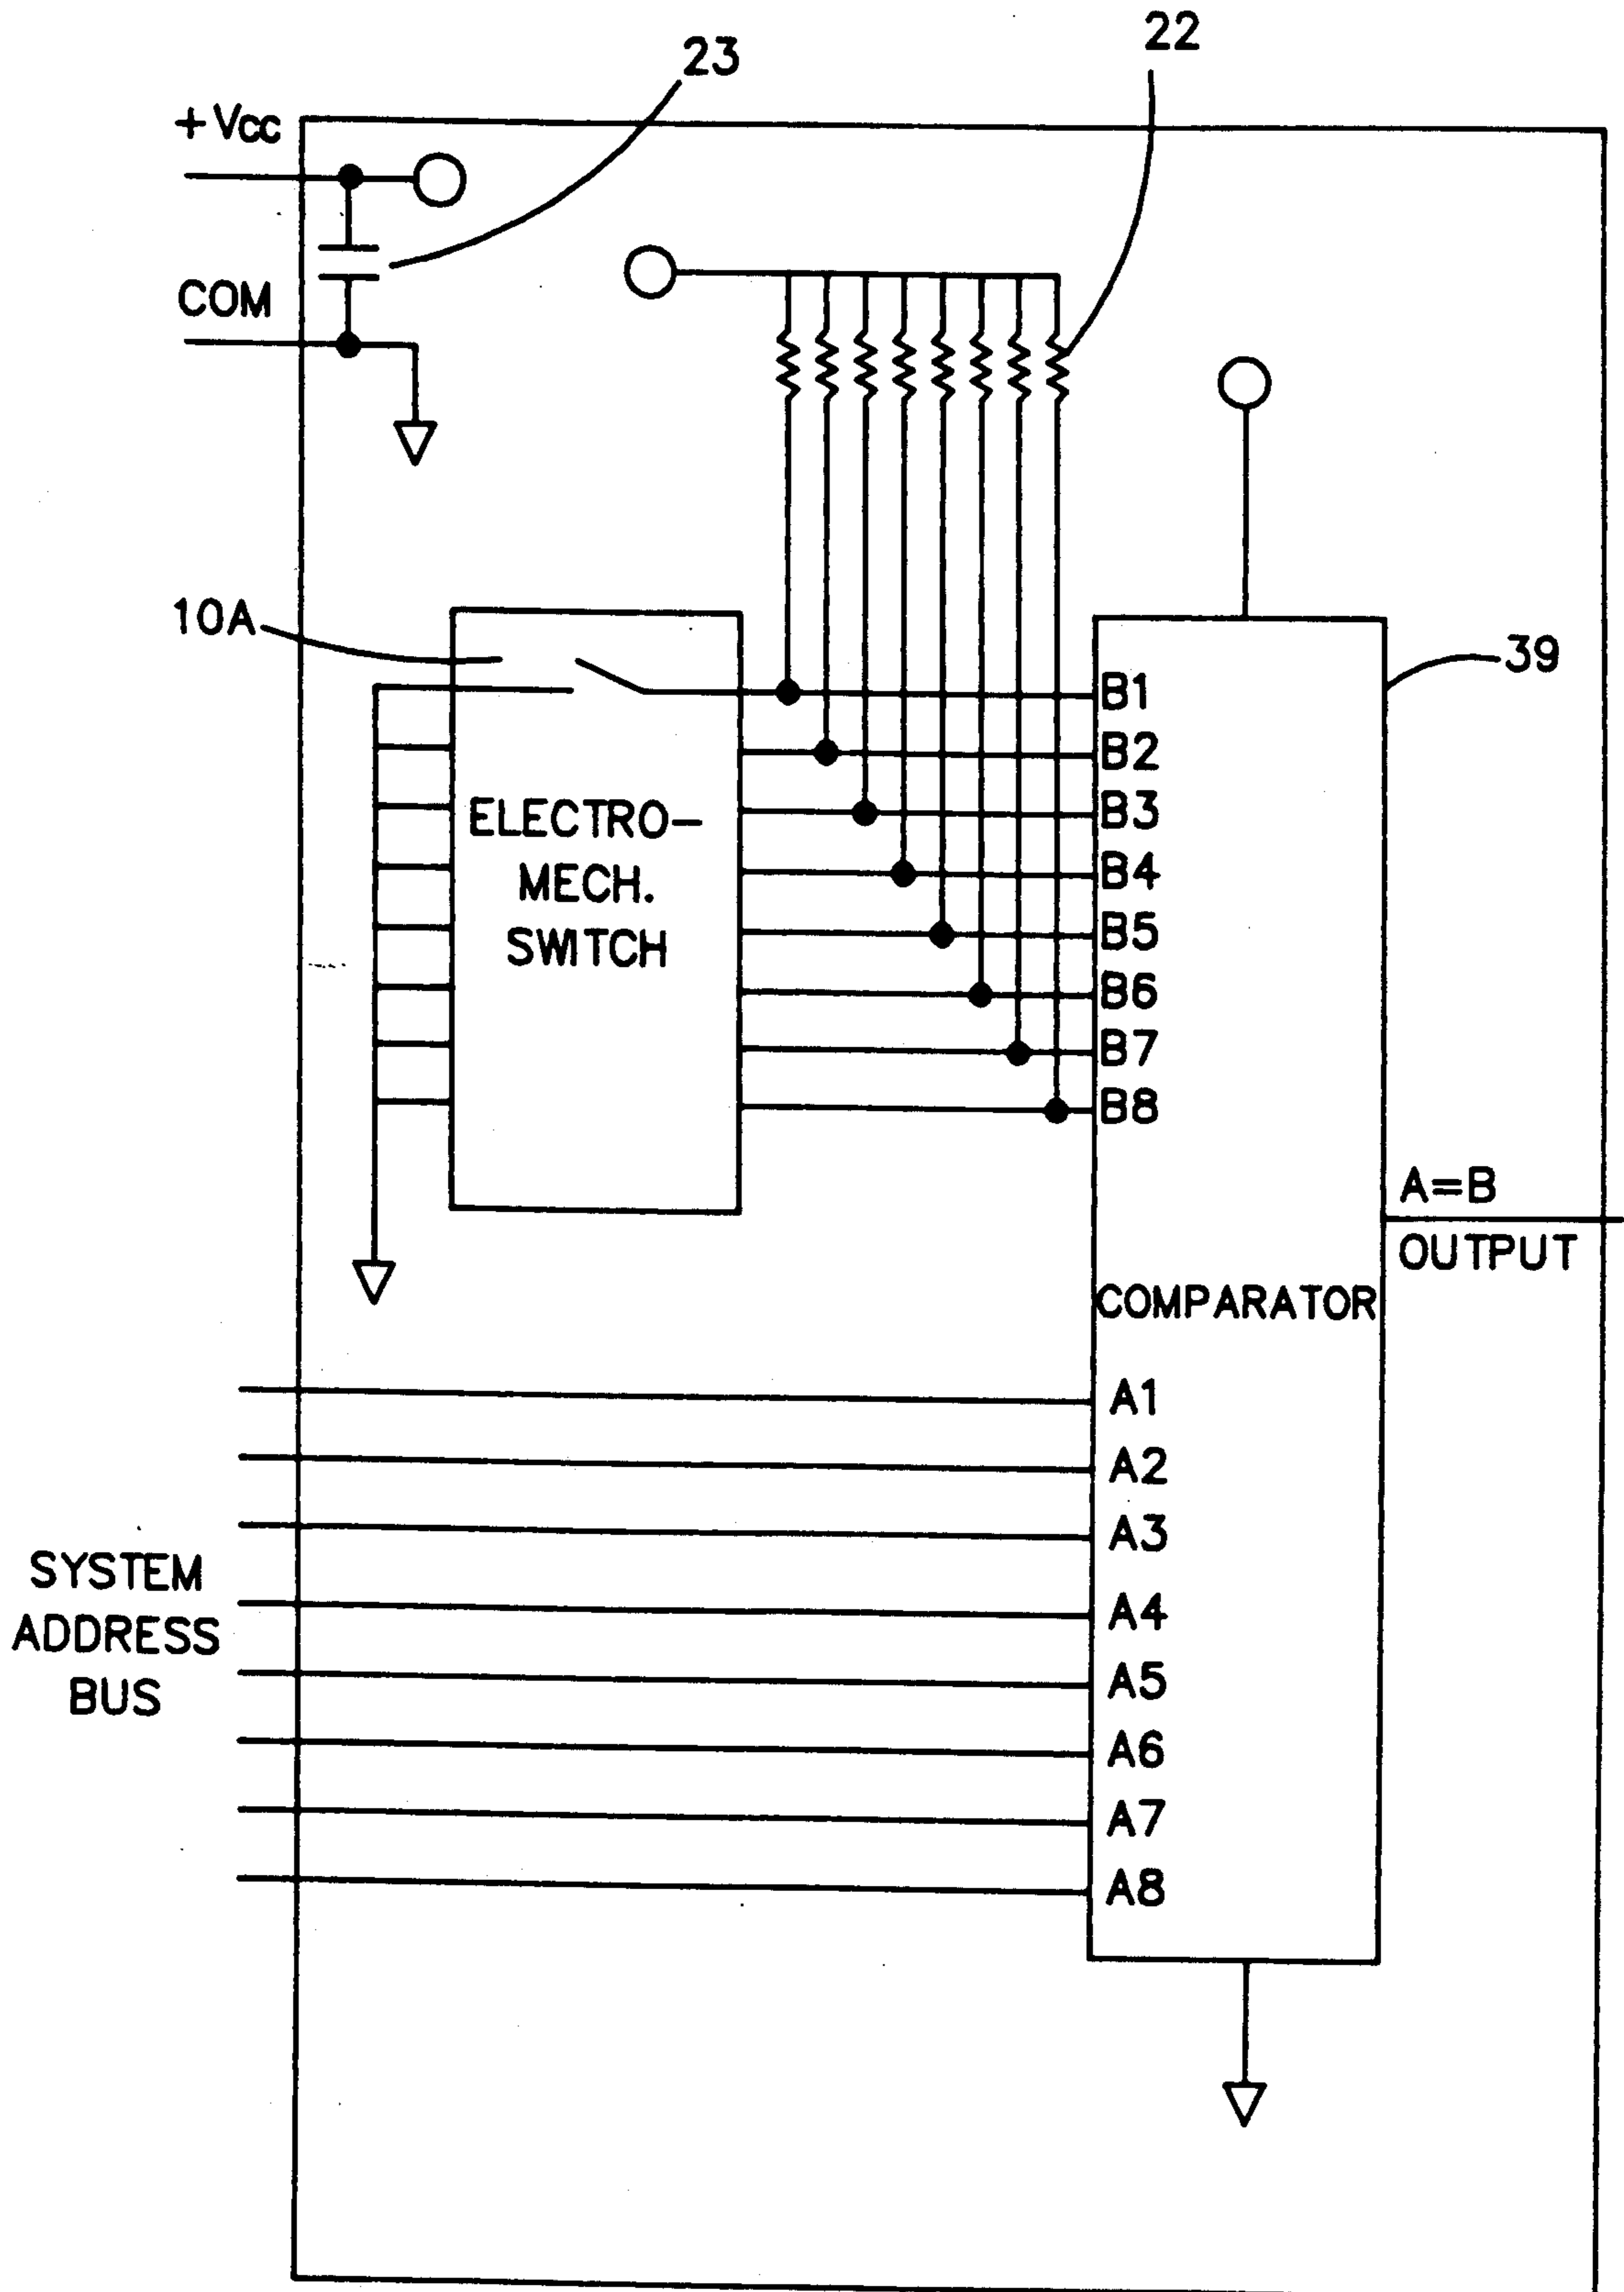 22
23
+Vcc
COM
10A
39
ELECTRO-
MECH.
SWITCH
B1
B2
B3
B4
B5
B6
B7
B8
A=B
OUTPUT
COMPARATOR
A1
A2
A3
A4
A5
A6
A7
A8
SYSTEM
ADDRESS
BUS